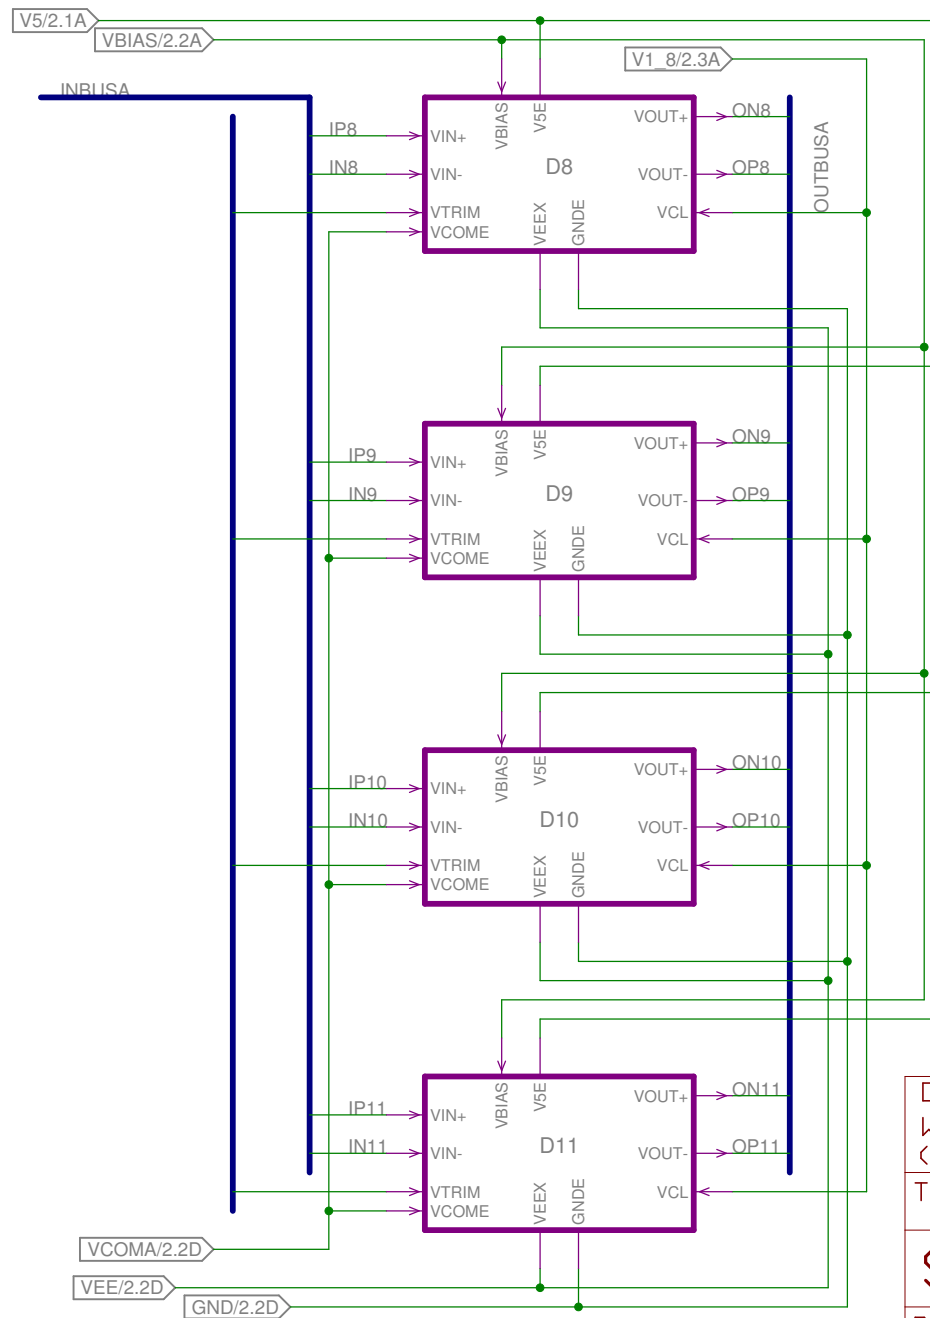 V5/2.1A
VBIAS/2.2A
V1_8/2.3A
INBUSA
OUTBUSA
IP8
IN8
VIN+
VIN-
VTRIM
VCOME
VBIAS
V5E
D8
VEEX
GNDE
VOUT+
VOUT-
VCL
ON8
OP8
IP9
IN9
VIN+
VIN-
VTRIM
VCOME
VBIAS
V5E
D9
VEEX
GNDE
VOUT+
VOUT-
VCL
ON9
OP9
IP10
IN10
VIN+
VIN-
VTRIM
VCOME
VBIAS
V5E
D10
VEEX
GNDE
VOUT+
VOUT-
VCL
ON10
OP10
IP11
IN11
VIN+
VIN-
VTRIM
VCOME
VBIAS
V5E
D11
VEEX
GNDE
VOUT+
VOUT-
VCL
ON11
OP11
T
VCOMA/2.2D
VEE/2.2D
GND/2.2D